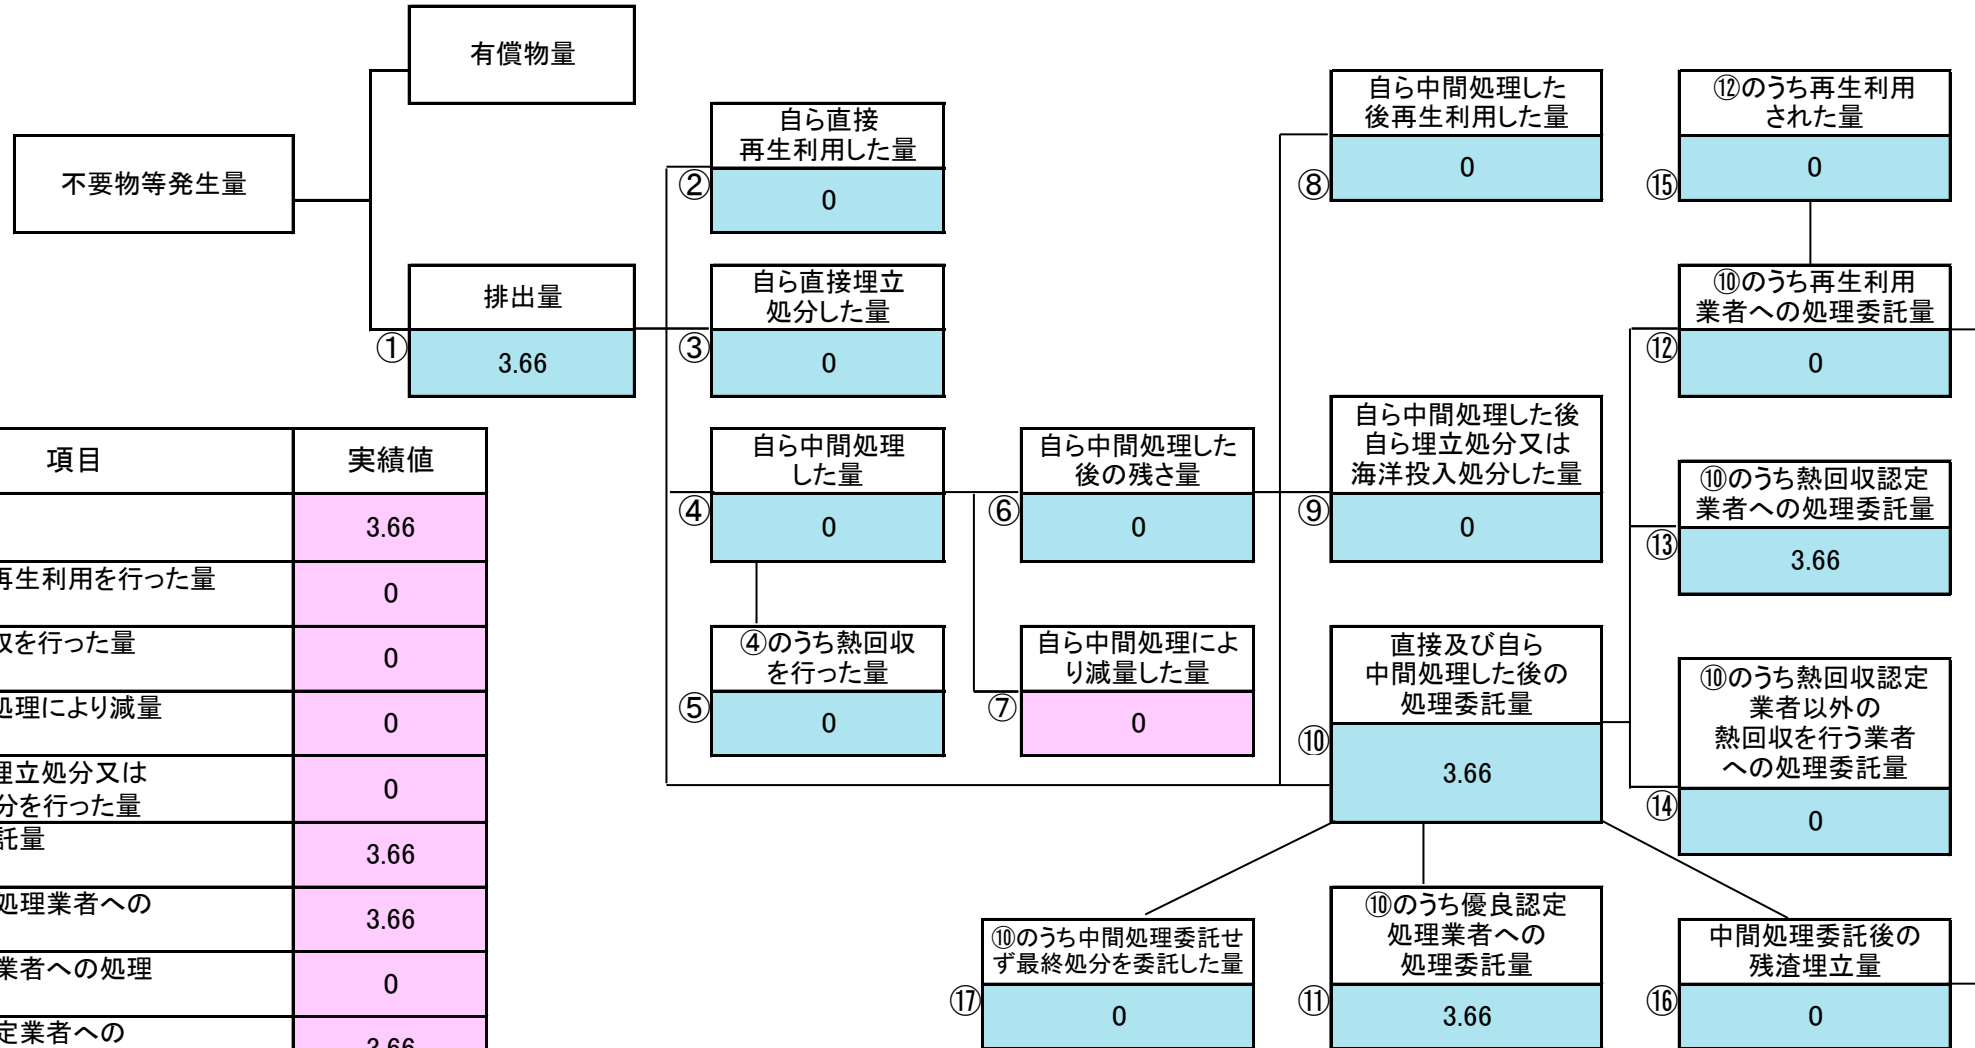 有償物量
不要物等発生量
排出量
①
3.66
自ら直接
再生利用した量
②
0
自ら直接埋立
処分した量
③
0
自ら中間処理
した量
④
0
④のうち熱回収
を行った量
⑤
0
自ら中間処理した
後の残さ量
⑥
0
自ら中間処理によ
り減量した量
⑦
0
自ら中間処理した
後再生利用した量
⑧
0
自ら中間処理した後
自ら埋立処分又は
海洋投入処分した量
⑨
0
直接及び自ら
中間処理した後の
処理委託量
⑩
3.66
⑩のうち優良認定
処理業者への
処理委託量
⑪
3.66
⑩のうち中間処理委託せ
ず最終処分を委託した量
⑰
0
⑫のうち再生利用
された量
⑮
0
⑩のうち再生利用
業者への処理委託量
⑫
0
⑩のうち熱回収認定
業者への処理委託量
⑬
3.66
⑩のうち熱回収認定
業者以外の
熱回収を行う業者
への処理委託量
⑭
0
中間処理委託後の
残渣埋立量
⑯
0
項目
実績値
3.66
再生利用を行った量
0
収を行った量
0
処理により減量
0
埋立処分又は
分を行った量
0
託量
3.66
処理業者への
3.66
業者への処理
0
定業者への
3.66